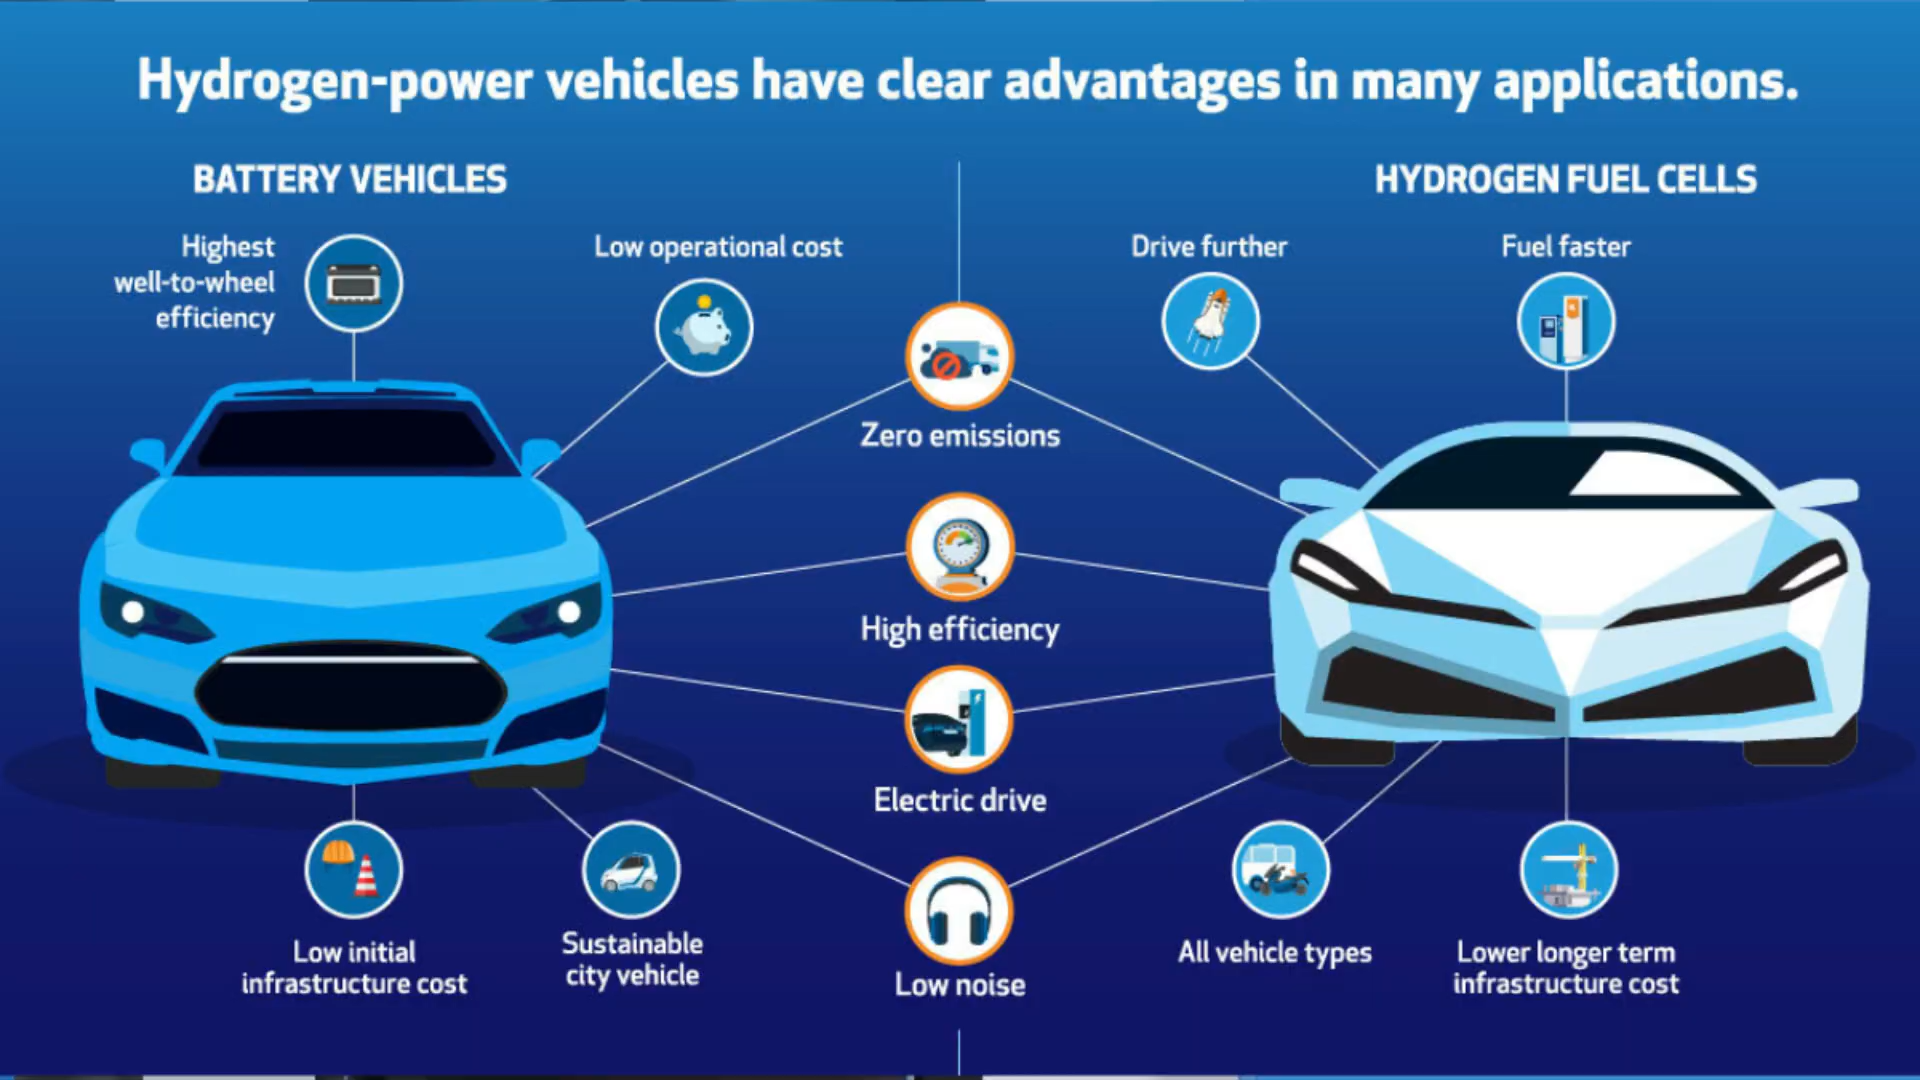 Hydrogen-power vehicles have clear advantages in many applications.
BATTERY VEHICLES
Highest
well-to-wheel
efficiency
Low operational cost
Low initial
infrastructure cost
Sustainable
city vehicle
Zero emissions
High efficiency
Electric drive
Low noise
HYDROGEN FUEL CELLS
Drive further
Fuel faster
All vehicle types
Lower longer term
infrastructure cost